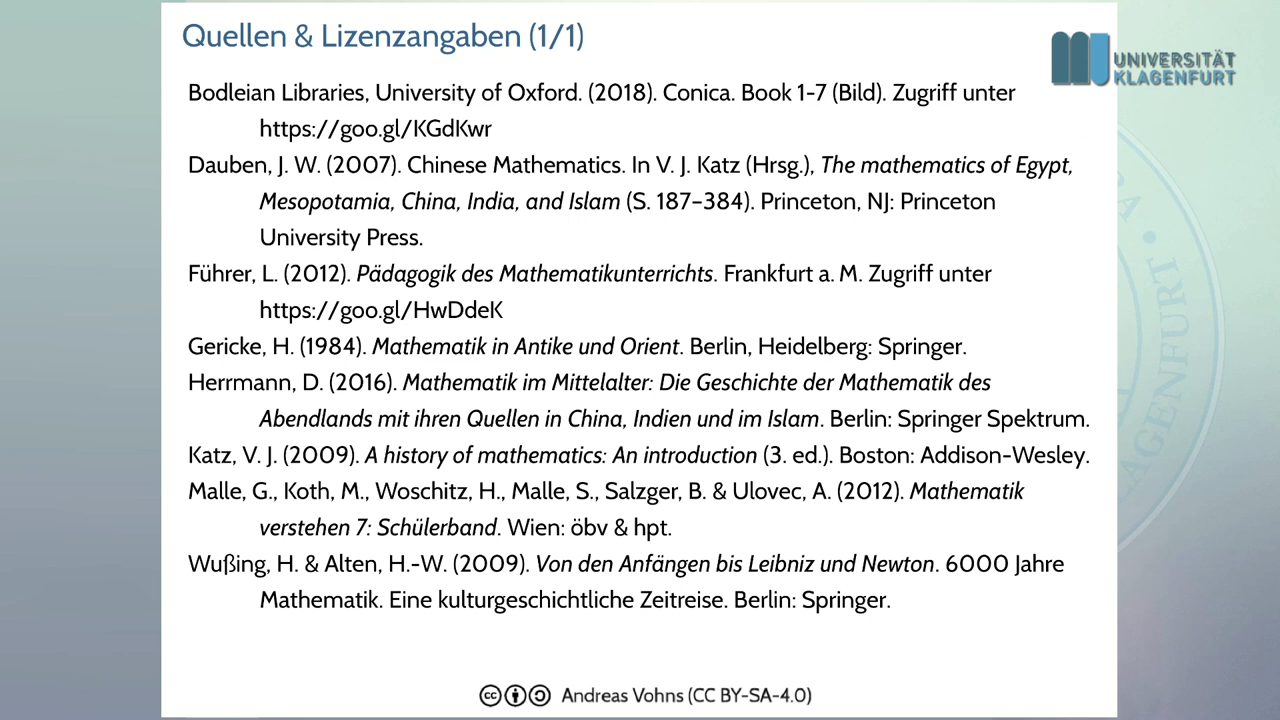 Quellen & Lizenzangaben (1/1)
UNIVERSITÄT
KLAGENFURT
Bodleian Libraries, University of Oxford. (2018). Conica. Book 1-7 (Bild). Zugriff unter
https://goo.gl/KGdKwr
Dauben, J. W. (2007). Chinese Mathematics. In V. J. Katz (Hrsg.), The mathematics of Egypt,
Mesopotamia, China, India, and Islam (S. 187–384). Princeton, NJ: Princeton
University Press.
Führer, L. (2012). Pädagogik des Mathematikunterrichts. Frankfurt a. M. Zugriff unter
https://goo.gl/HwDdeK
Gericke, H. (1984). Mathematik in Antike und Orient. Berlin, Heidelberg: Springer.
Herrmann, D. (2016). Mathematik im Mittelalter: Die Geschichte der Mathematik des
Abendlands mit ihren Quellen in China, Indien und im Islam. Berlin: Springer Spektrum.
Katz, V. J. (2009). A history of mathematics: An introduction (3. ed.). Boston: Addison-Wesley.
Malle, G., Koth, M., Woschitz, H., Malle, S., Salzger, B. & Ulovec, A. (2012). Mathematik
verstehen 7: Schülerband. Wien: öbv & hpt.
Wußing, H. & Alten, H.-W. (2009). Von den Anfängen bis Leibniz und Newton. 6000 Jahre
Mathematik. Eine kulturgeschichtliche Zeitreise. Berlin: Springer.
cc Andreas Vohns (CC BY-SA-4.0)